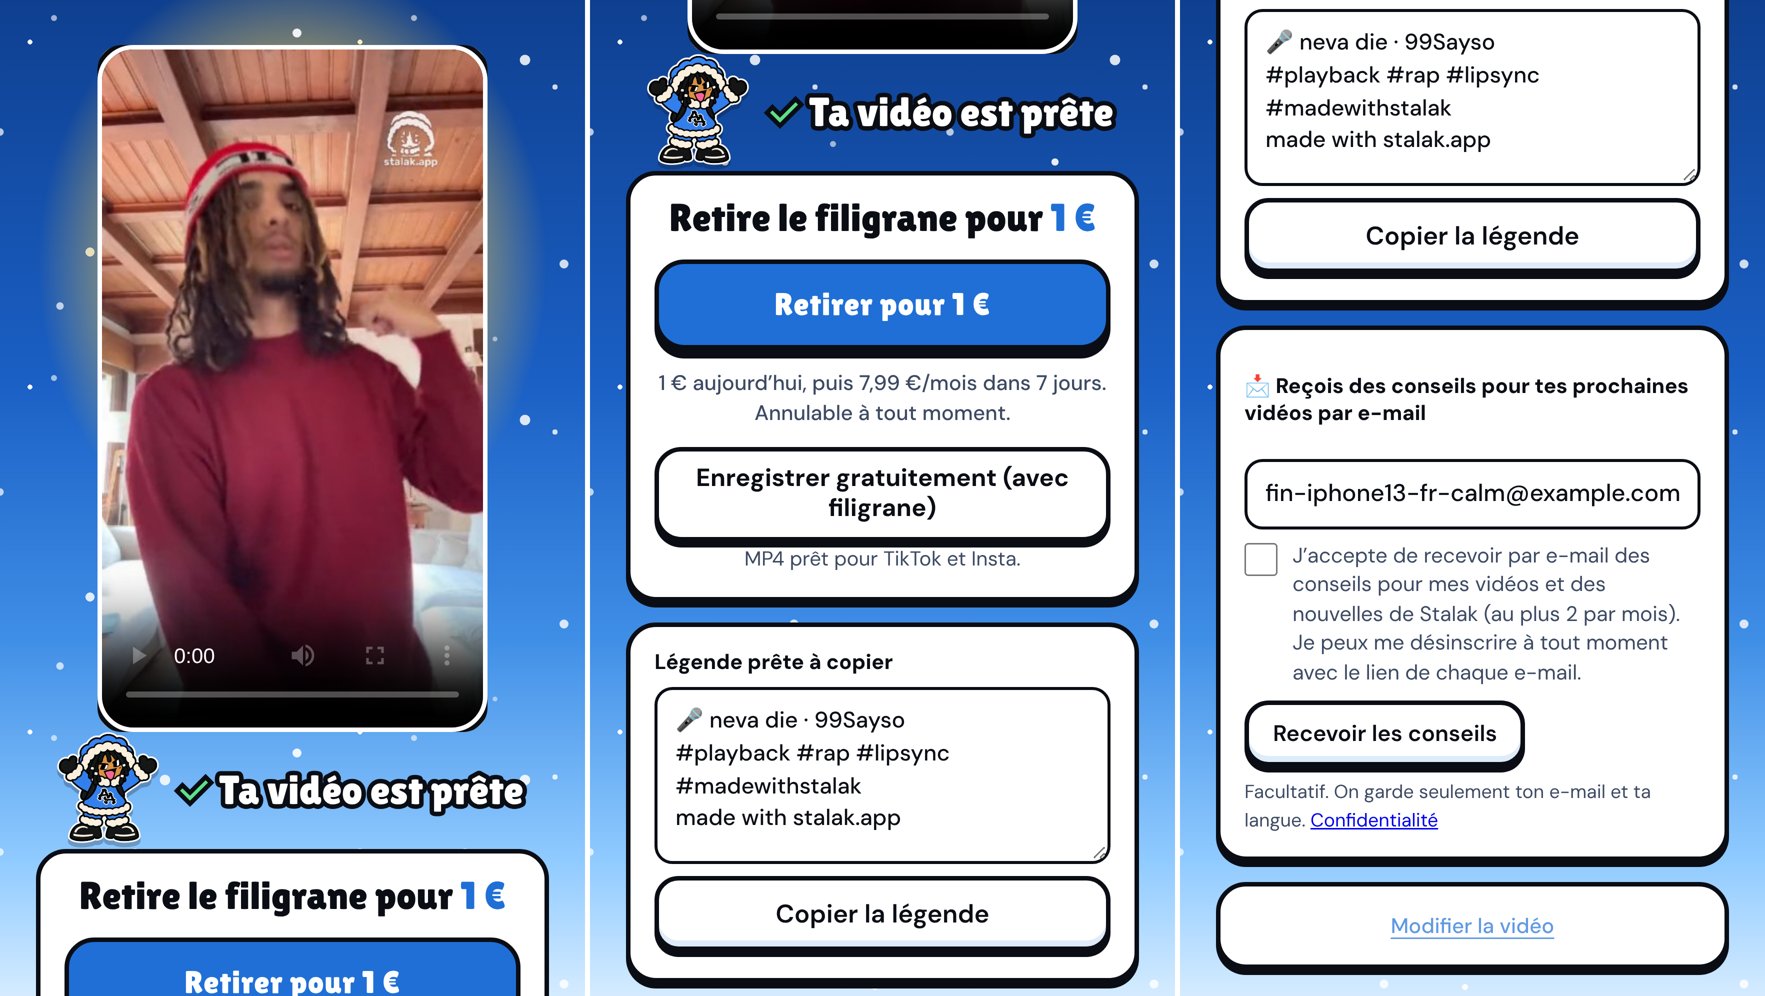 stalak.app
0:00
Ta vidéo est prête
Retire le filigrane pour 1 €
Retirer pour 1 €
Ta vidéo est prête
Retire le filigrane pour 1 €
Retirer pour 1 €
1 € aujourd’hui, puis 7,99 €/mois dans 7 jours.
Annulable à tout moment.
Enregistrer gratuitement (avec
filigrane)
MP4 prêt pour TikTok et Insta.
Légende prête à copier
🎤 neva die · 99Sayso
#playback #rap #lipsync
#madewithstalak
made with stalak.app
Copier la légende
🎤 neva die · 99Sayso
#playback #rap #lipsync
#madewithstalak
made with stalak.app
Copier la légende
📩 Reçois des conseils pour tes prochaines
vidéos par e-mail
fin-iphone13-fr-calm@example.com
J’accepte de recevoir par e-mail des
conseils pour mes vidéos et des
nouvelles de Stalak (au plus 2 par mois).
Je peux me désinscrire à tout moment
avec le lien de chaque e-mail.
Recevoir les conseils
Facultatif. On garde seulement ton e-mail et ta
langue. Confidentialité
Modifier la vidéo